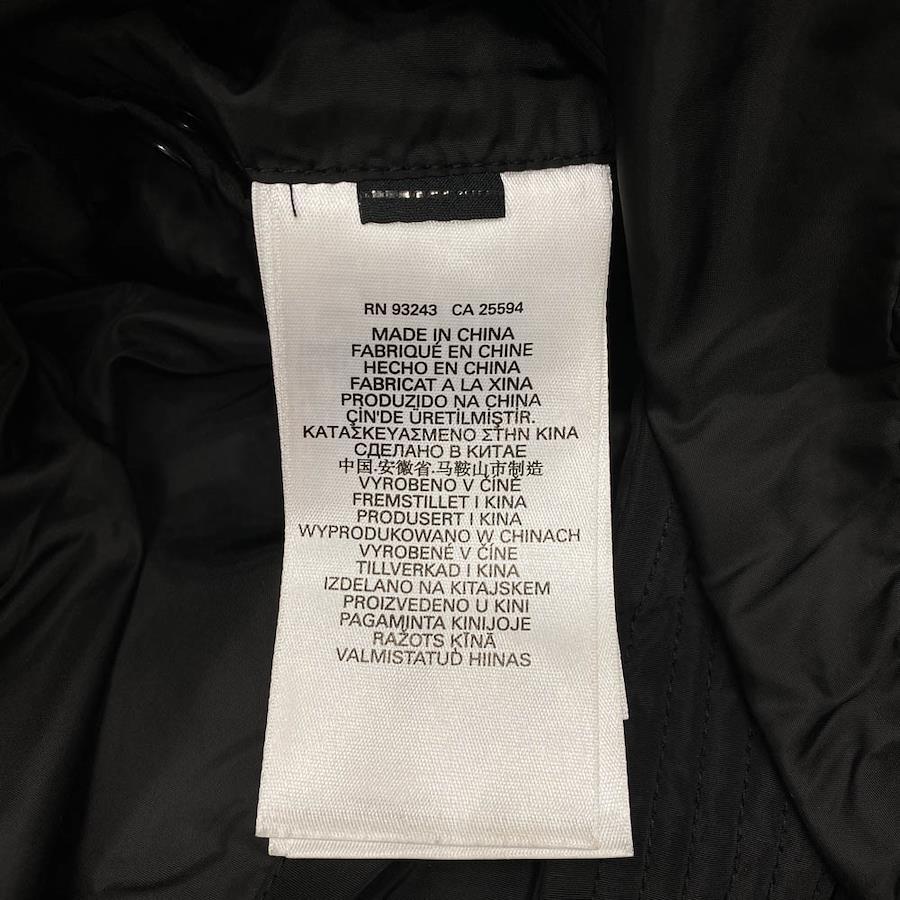 RN 93243 CA 25594
MADE IN CHINA
FABRIQUÉ EN CHINE
HECHO EN CHINA
FABRICAT A LA XINA
PRODUZIDO NA CHINA
ÇİN'DE ÜRETİLMİŞTİR.
ΚΑΤΑΣΚΕΥΑΣΜΕΝΟ ΣΤΗΝ ΚΙΝΑ
СДЕЛАНО В КИТАЕ
中国.安徽省.马鞍山市制造
VYROBENO V ČÍNĚ
FREMSTILLET I KINA
PRODUSERT I KINA
WYPRODUKOWANO W CHINACH
VYROBENÉ V ČÍNE
TILLVERKAD I KINA
IZDELANO NA KITAJSKEM
PROIZVEDENO U KINI
PAGAMINTA KINIJOJE
RAŽOTS ĶĪNĀ
VALMISTATUD HIINAS